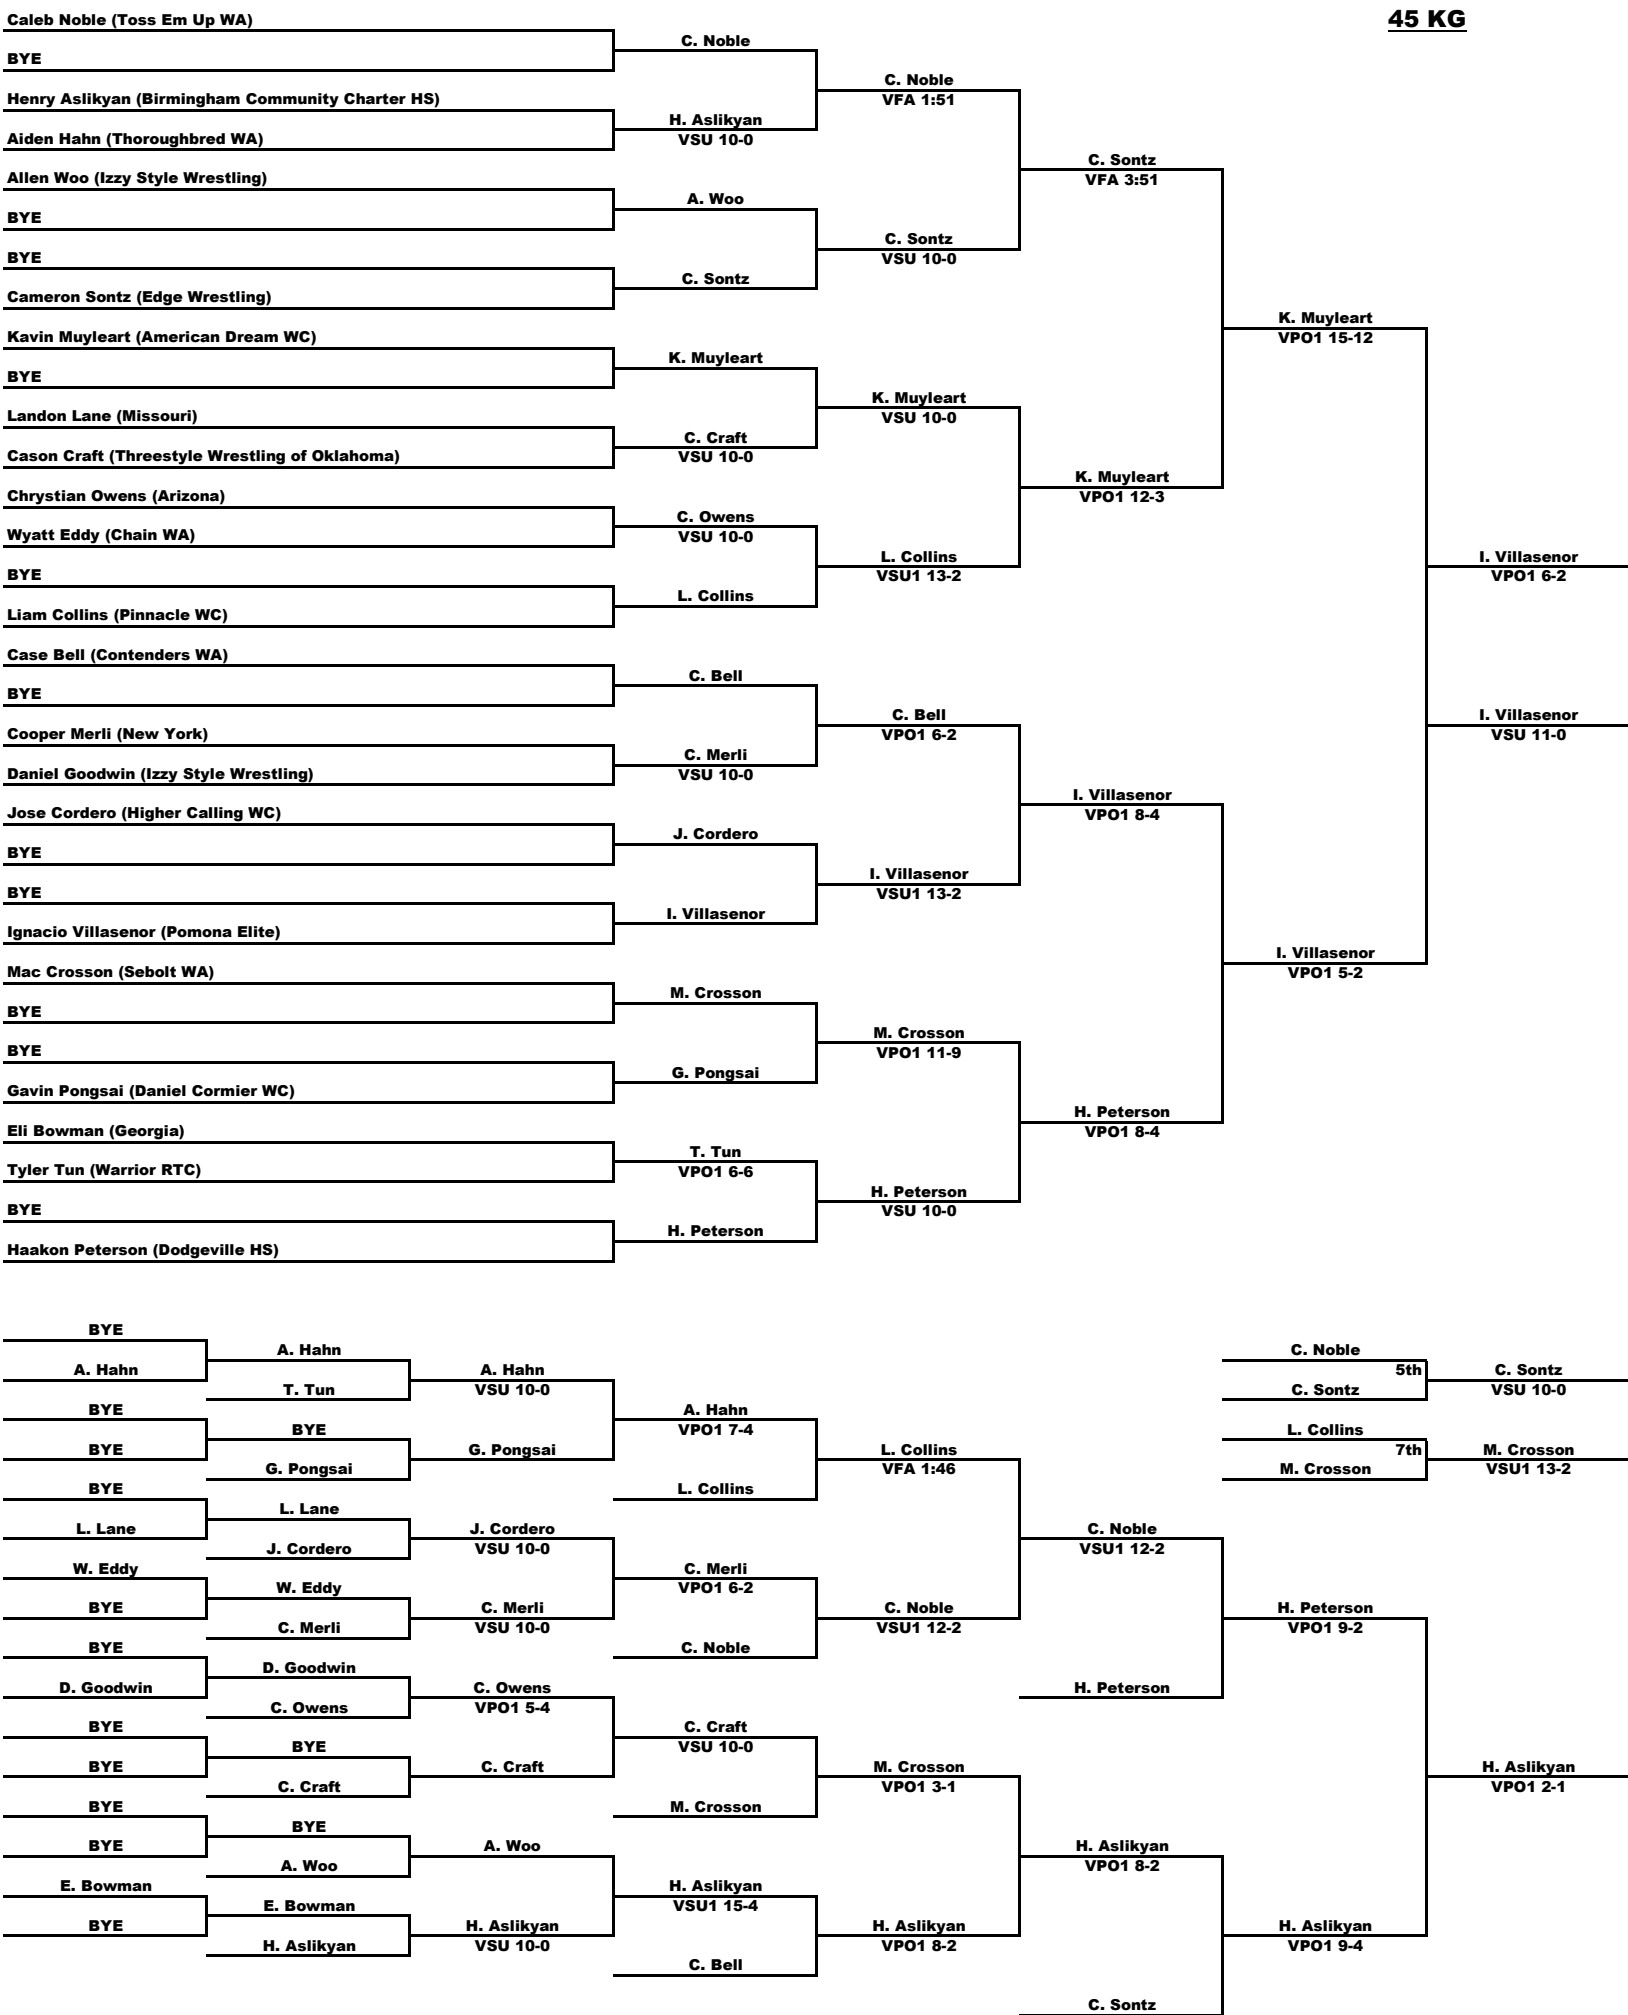 45 KG
Caleb Noble (Toss Em Up WA)
C. Noble
BYE
C. Noble
VFA 1:51
Henry Aslikyan (Birmingham Community Charter HS)
H. Aslikyan
VSU 10-0
Aiden Hahn (Thoroughbred WA)
C. Sontz
VFA 3:51
Allen Woo (Izzy Style Wrestling)
A. Woo
BYE
C. Sontz
VSU 10-0
BYE
C. Sontz
Cameron Sontz (Edge Wrestling)
K. Muyleart
VPO1 15-12
Kavin Muyleart (American Dream WC)
K. Muyleart
BYE
K. Muyleart
VSU 10-0
Landon Lane (Missouri)
C. Craft
VSU 10-0
Cason Craft (Threestyle Wrestling of Oklahoma)
K. Muyleart
VPO1 12-3
Chrystian Owens (Arizona)
C. Owens
VSU 10-0
Wyatt Eddy (Chain WA)
L. Collins
VSU1 13-2
I. Villasenor
VPO1 6-2
BYE
L. Collins
Liam Collins (Pinnacle WC)
Case Bell (Contenders WA)
C. Bell
BYE
C. Bell
VPO1 6-2
I. Villasenor
VSU 11-0
Cooper Merli (New York)
C. Merli
VSU 10-0
Daniel Goodwin (Izzy Style Wrestling)
I. Villasenor
VPO1 8-4
Jose Cordero (Higher Calling WC)
J. Cordero
BYE
I. Villasenor
VSU1 13-2
BYE
I. Villasenor
Ignacio Villasenor (Pomona Elite)
I. Villasenor
VPO1 5-2
Mac Crosson (Sebolt WA)
M. Crosson
BYE
M. Crosson
VPO1 11-9
BYE
G. Pongsai
Gavin Pongsai (Daniel Cormier WC)
H. Peterson
VPO1 8-4
Eli Bowman (Georgia)
T. Tun
VPO1 6-6
Tyler Tun (Warrior RTC)
H. Peterson
VSU 10-0
BYE
H. Peterson
Haakon Peterson (Dodgeville HS)
BYE
A. Hahn
A. Hahn
T. Tun
A. Hahn
VSU 10-0
BYE
BYE
BYE
G. Pongsai
G. Pongsai
A. Hahn
VPO1 7-4
L. Collins
L. Collins
VFA 1:46
BYE
L. Lane
L. Lane
J. Cordero
J. Cordero
VSU 10-0
W. Eddy
BYE
W. Eddy
C. Merli
C. Merli
VSU 10-0
C. Merli
VPO1 6-2
C. Noble
C. Noble
VSU1 12-2
C. Noble
VSU1 12-2
H. Peterson
H. Peterson
VPO1 9-2
BYE
D. Goodwin
D. Goodwin
C. Owens
C. Owens
VPO1 5-4
BYE
BYE
BYE
C. Craft
C. Craft
C. Craft
VSU 10-0
M. Crosson
M. Crosson
VPO1 3-1
BYE
BYE
BYE
A. Woo
A. Woo
E. Bowman
BYE
E. Bowman
H. Aslikyan
H. Aslikyan
VSU 10-0
H. Aslikyan
VSU1 15-4
C. Bell
H. Aslikyan
VPO1 8-2
H. Aslikyan
VPO1 8-2
C. Sontz
H. Aslikyan
VPO1 9-4
H. Aslikyan
VPO1 2-1
C. Noble
5th
C. Sontz
C. Sontz
VSU 10-0
L. Collins
7th
M. Crosson
M. Crosson
VSU1 13-2